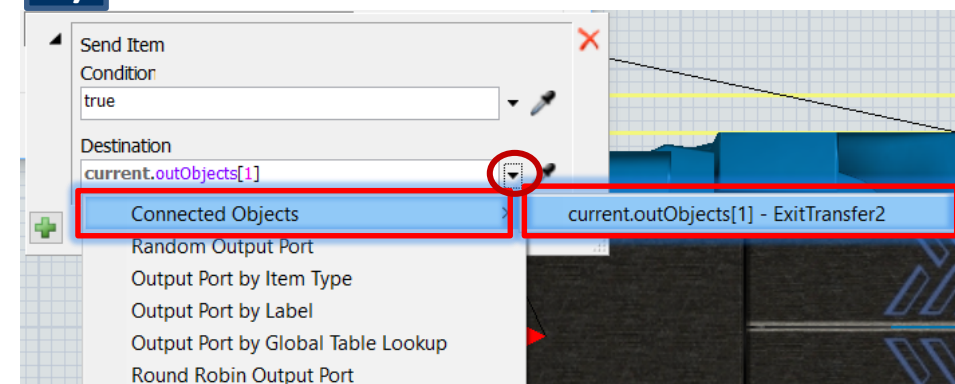 Send Item
Condition
true
Destination
current.outObjects[1]
Connected Objects
current.outObjects[1] - ExitTransfer2
Random Output Port
Output Port by Item Type
Output Port by Label
Output Port by Global Table Lookup
Round Robin Output Port